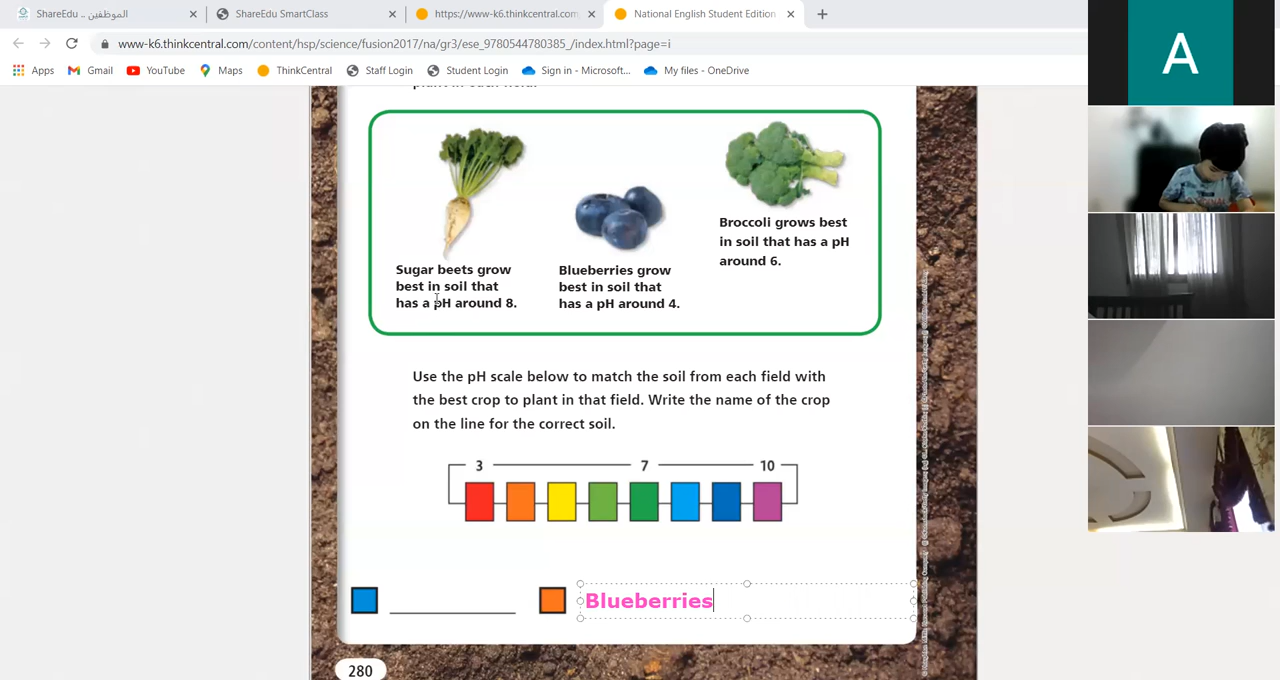 ShareEdu .. الموظفين
ShareEdu SmartClass
https://www-k6.thinkcentral.com
National English Student Edition
www-k6.thinkcentral.com/content/hsp/science/fusion2017/na/gr3/ese_9780544780385_/index.html?page=i
Apps
Gmail
YouTube
Maps
ThinkCentral
Staff Login
Student Login
Sign in - Microsoft...
My files - OneDrive
A
Sugar beets grow
best in soil that
has a pH around 8.
Blueberries grow
best in soil that
has a pH around 4.
Broccoli grows best
in soil that has a pH
around 6.
Use the pH scale below to match the soil from each field with
the best crop to plant in that field. Write the name of the crop
on the line for the correct soil.
3 7 10
Blueberries
280